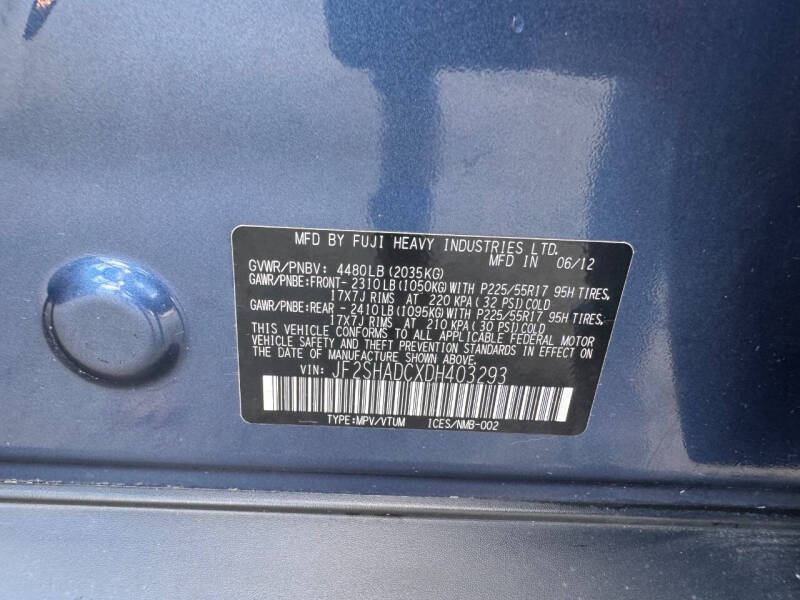 MFD BY FUJI HEAVY INDUSTRIES LTD.
MFD IN 06/12
GVWR/PNBV: 4480LB (2035KG)
GAWR/PNBE:FRONT- 2310LB (1050KG) WITH P225/55R17 95H TIRES,
17X7J RIMS AT 220 KPA (32 PSI) COLD
GAWR/PNBE:REAR - 2410LB (1095KG) WITH P225/55R17 95H TIRES,
17X7J RIMS AT 210 KPA (30 PSI) COLD
THIS VEHICLE CONFORMS TO ALL APPLICABLE FEDERAL MOTOR
VEHICLE SAFETY AND THEFT PREVENTION STANDARDS IN EFFECT ON
THE DATE OF MANUFACTURE SHOWN ABOVE.
VIN: JF2SHADCXDH403293
TYPE:MPV/VTUM ICES/NMB-002